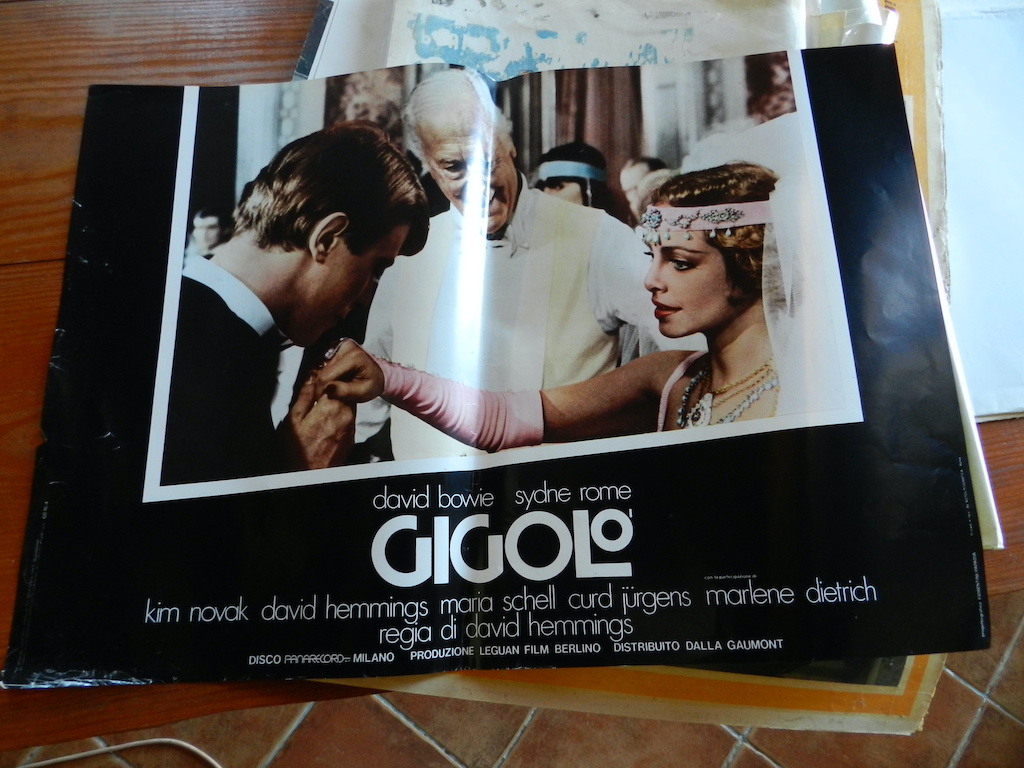 david bowie sydne rome
GIGOLÒ
con la partecipazione di
kim novak david hemmings maria schell curd jürgens marlene dietrich
regia di david hemmings
DISCO PANARECORD MILANO PRODUZIONE LEGUAN FILM BERLINO DISTRIBUITO DALLA GAUMONT